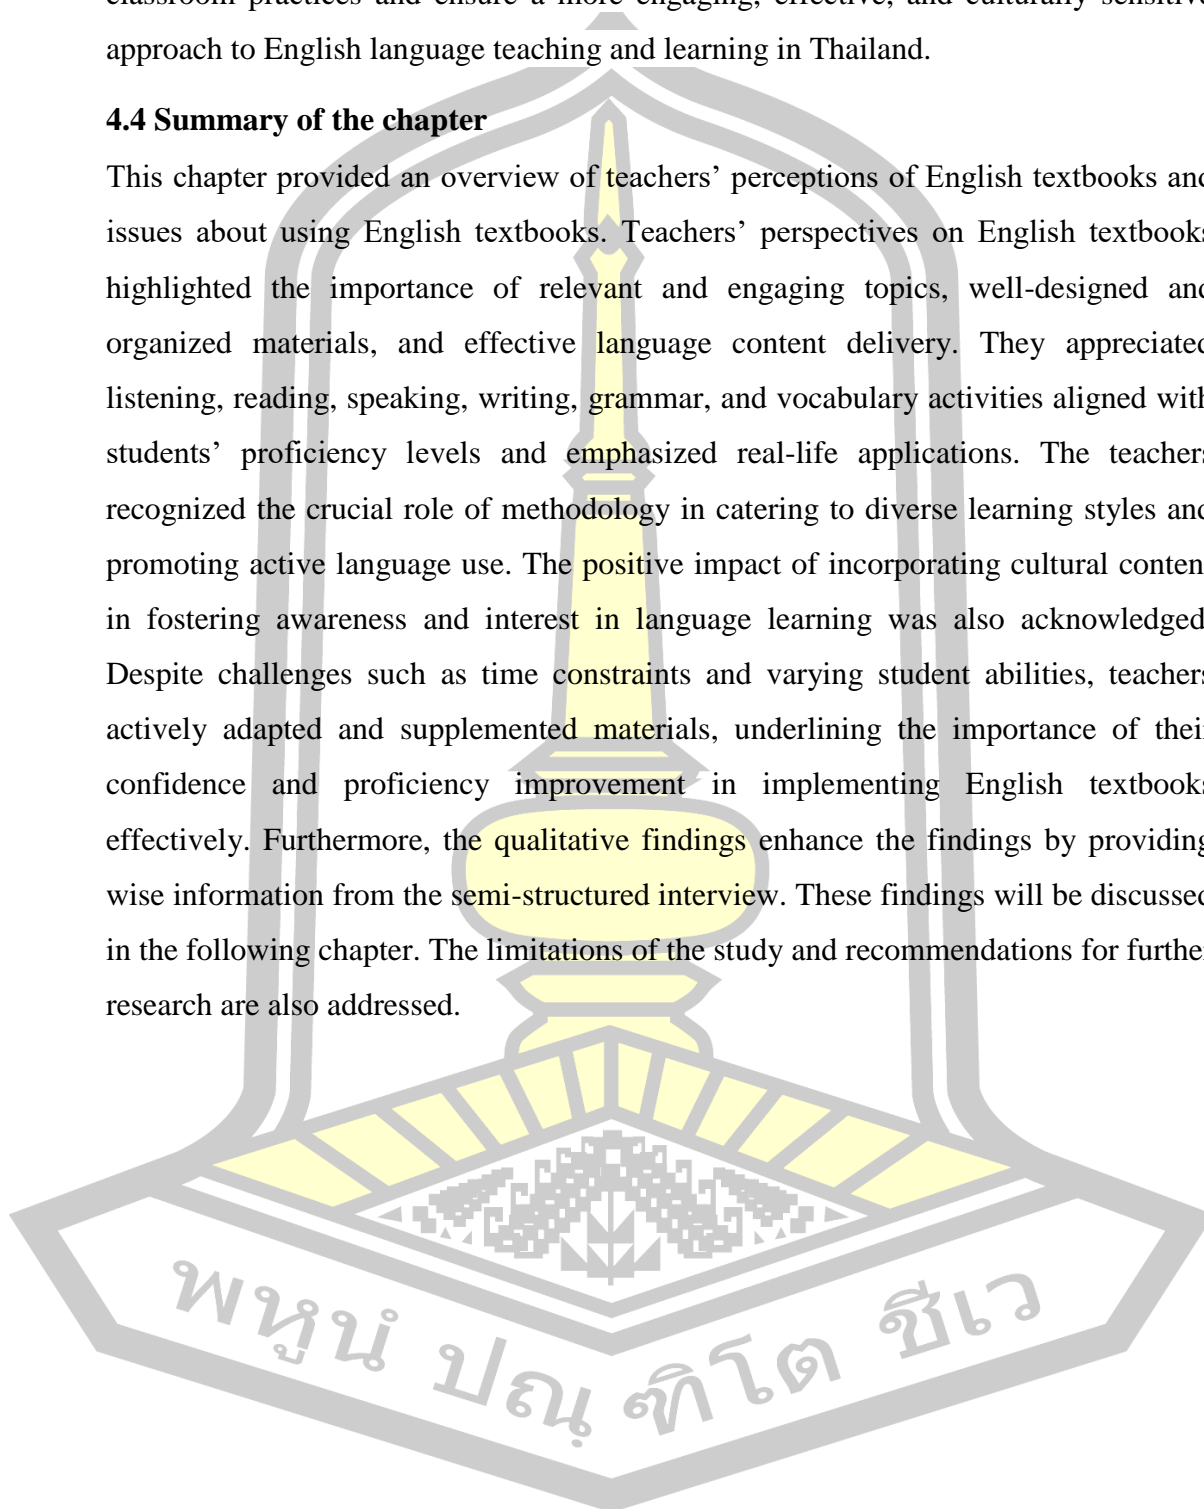 classroom practices and ensure a more engaging, effective, and culturally sensitive
approach to English language teaching and learning in Thailand.
4.4 Summary of the chapter
This chapter provided an overview of teachers’ perceptions of English textbooks and
issues about using English textbooks. Teachers’ perspectives on English textbooks
highlighted the importance of relevant and engaging topics, well-designed and
organized materials, and effective language content delivery. They appreciated
listening, reading, speaking, writing, grammar, and vocabulary activities aligned with
students’ proficiency levels and emphasized real-life applications. The teachers
recognized the crucial role of methodology in catering to diverse learning styles and
promoting active language use. The positive impact of incorporating cultural content
in fostering awareness and interest in language learning was also acknowledged.
Despite challenges such as time constraints and varying student abilities, teachers
actively adapted and supplemented materials, underlining the importance of their
confidence and proficiency improvement in implementing English textbooks
effectively. Furthermore, the qualitative findings enhance the findings by providing
wise information from the semi-structured interview. These findings will be discussed
in the following chapter. The limitations of the study and recommendations for further
research are also addressed.
พหูนํ ปณฺฑิโต ชีเว